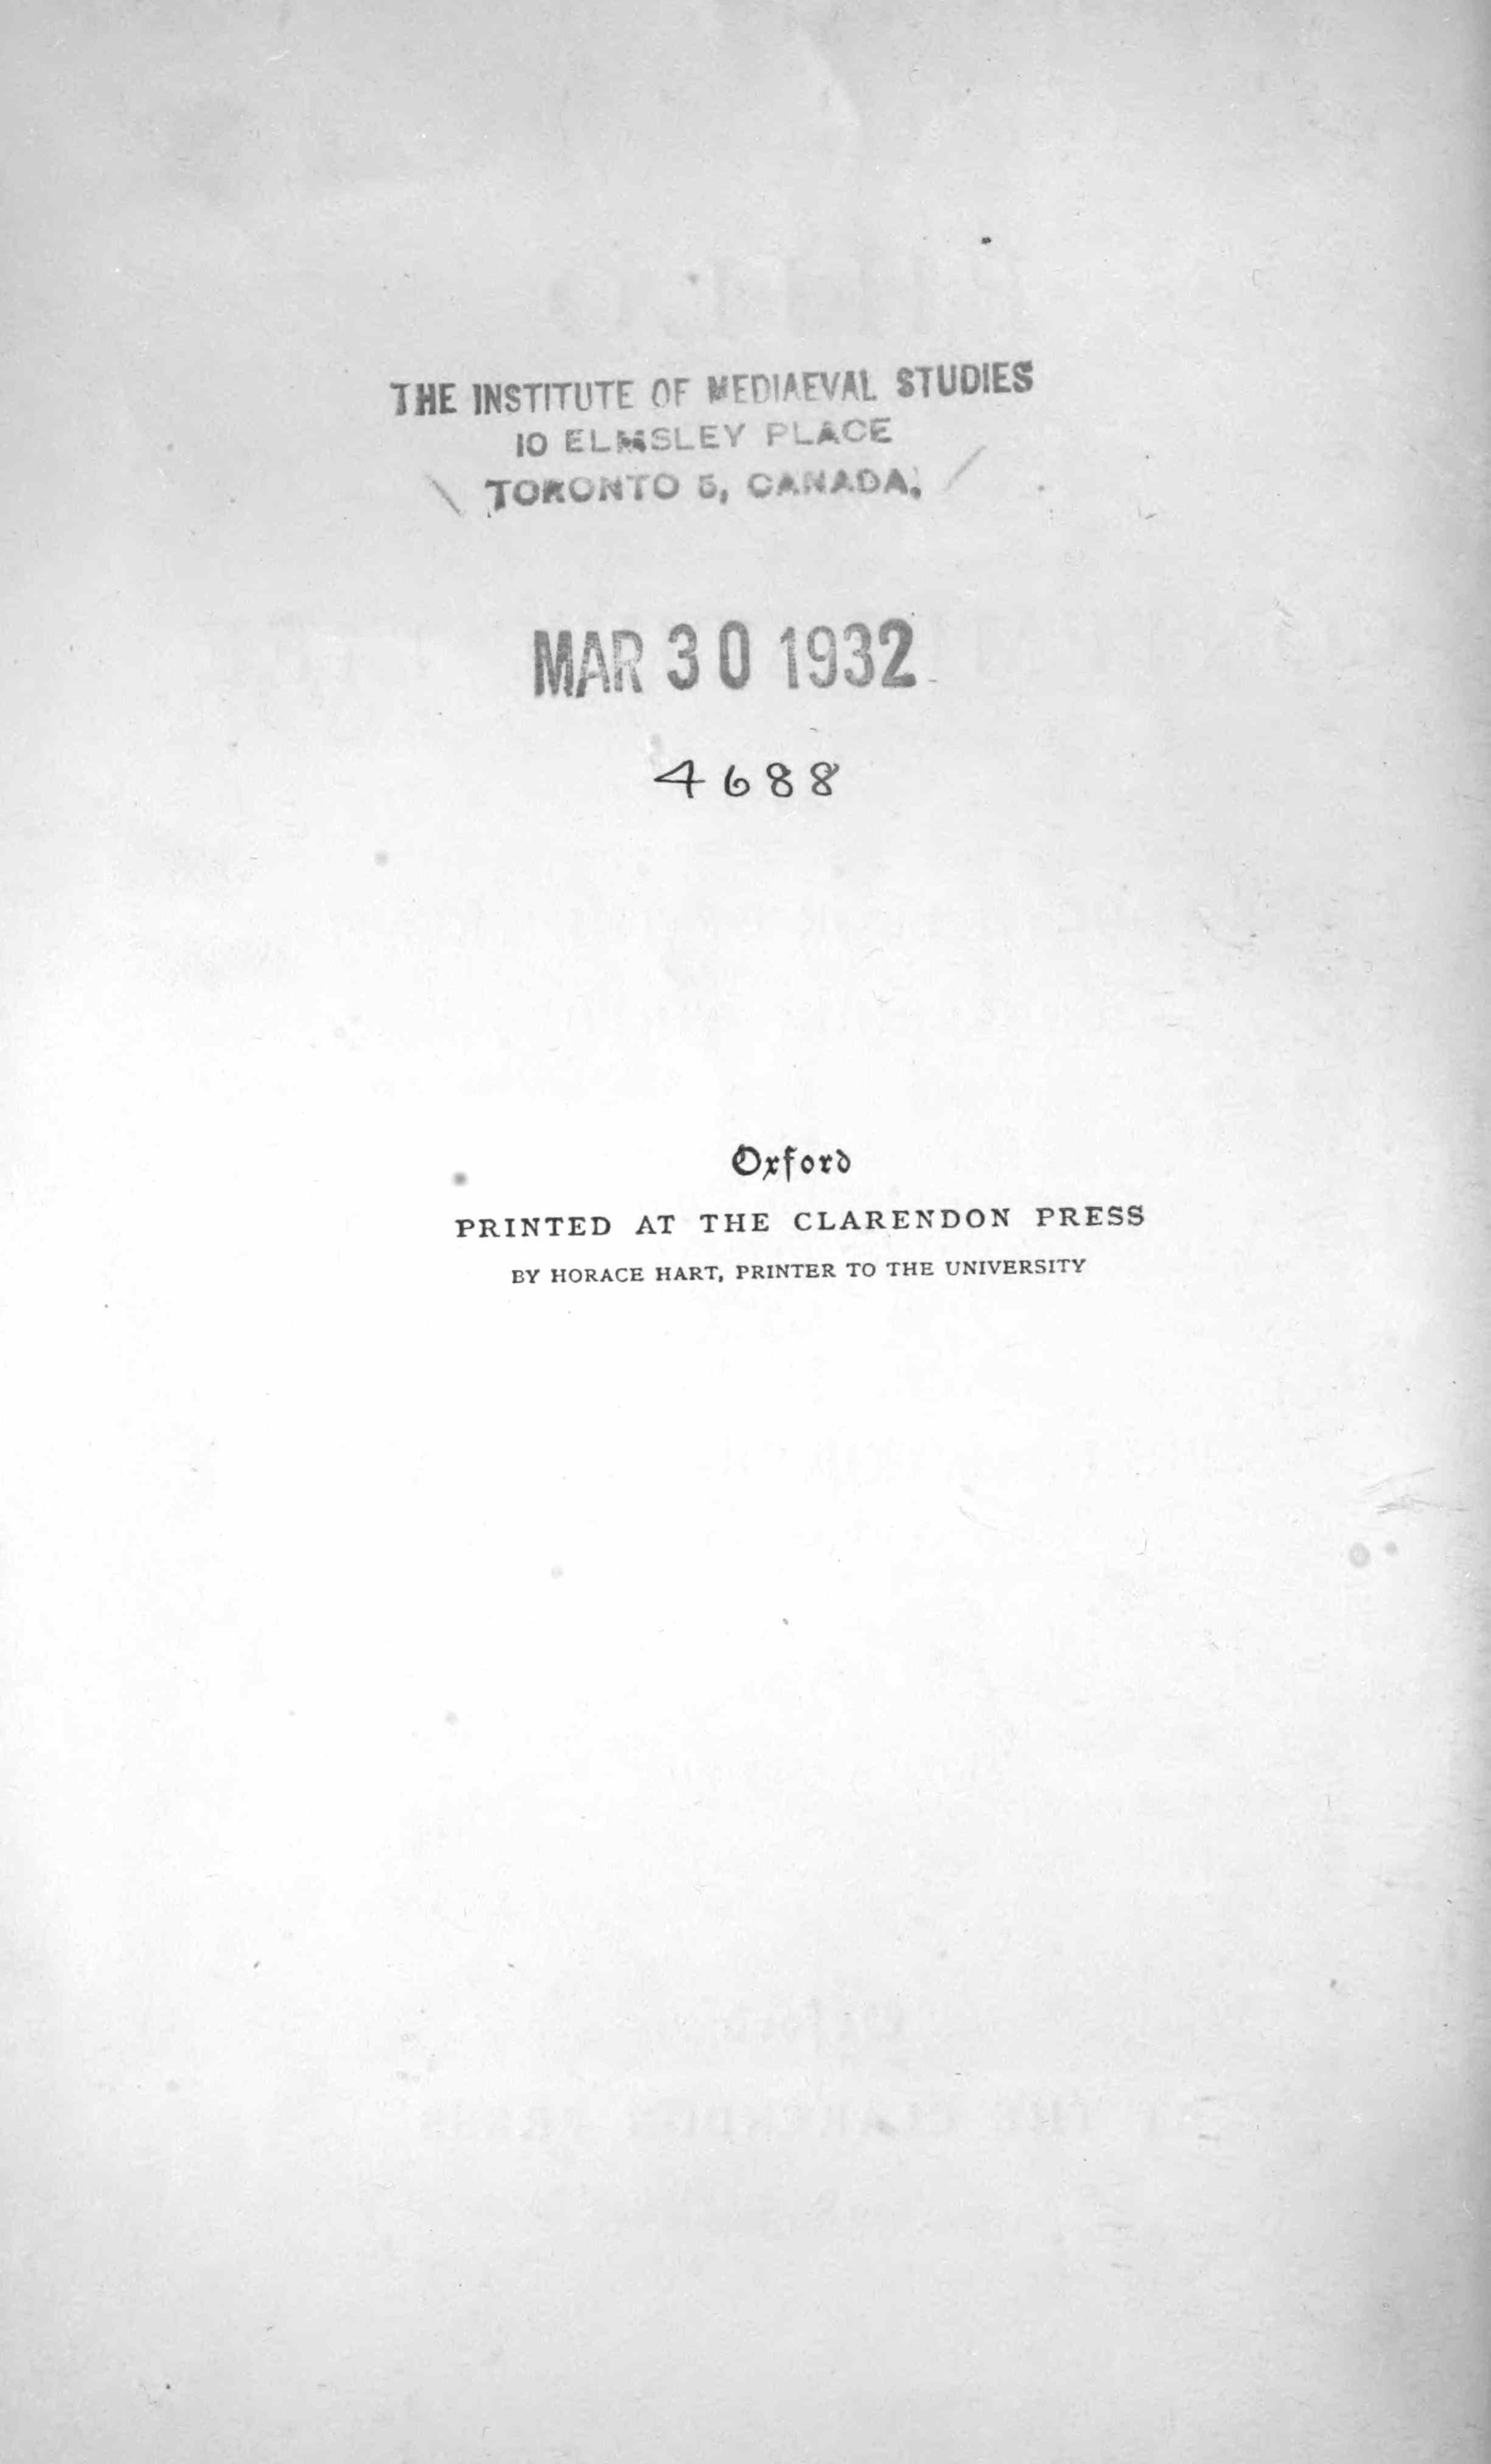 THE INSTITUTE OF MEDIAEVAL STUDIES
10 ELMSLEY PLACE
TORONTO 5, CANADA.
MAR 30 1932
4688
Oxford
PRINTED AT THE CLARENDON PRESS
BY HORACE HART, PRINTER TO THE UNIVERSITY